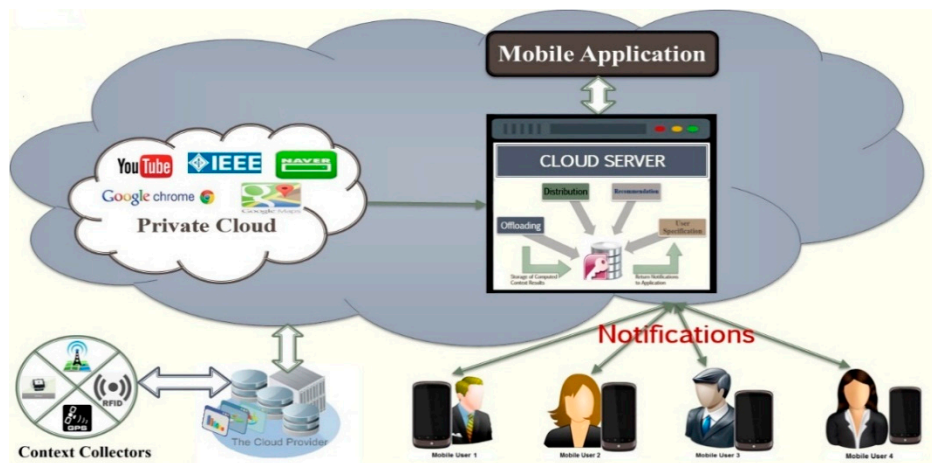 Mobile Application
YouTube
IEEE
NAVER
Google chrome
Google Maps
Private Cloud
CLOUD SERVER
Distribution
Recommendation
Offloading
User
Specification
Storage of Computed
Context Results
to Application
Notifications
RFID
GPS
Context Collectors
The Cloud Provider
Mobile User 1
Mobile User 2
Mobile User 3
Mobile User 4